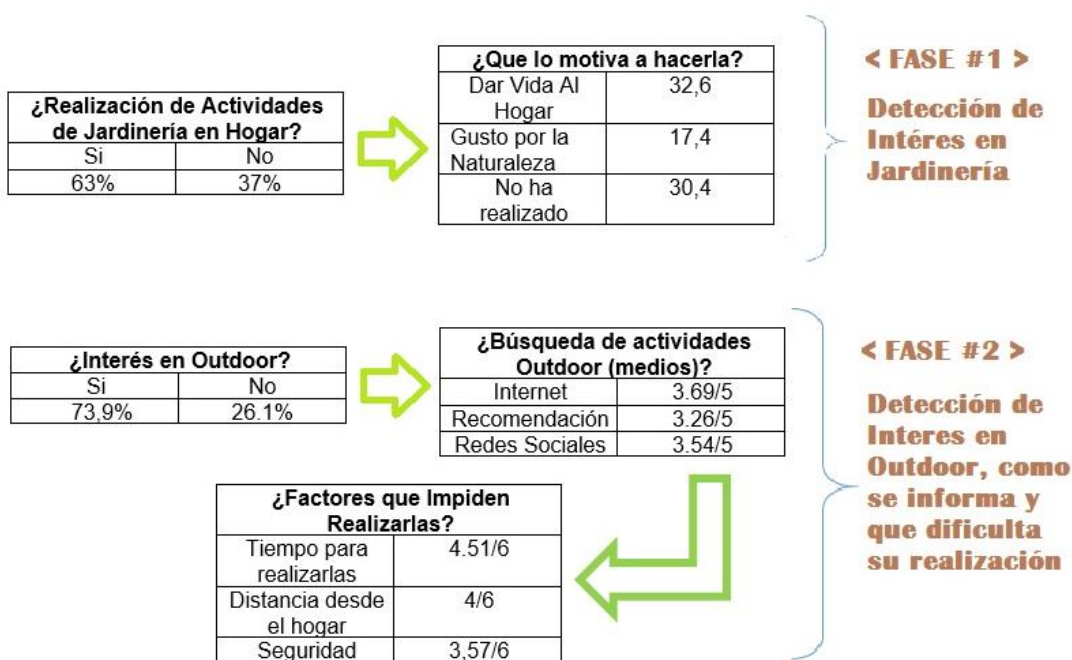 ¿Realización de Actividades
de Jardinería en Hogar?
Si No
63% 37%
¿Que lo motiva a hacerla?
Dar Vida Al
Hogar
32,6
Gusto por la
Naturaleza
17,4
No ha
realizado
30,4
< FASE #1 >
Detección de
Intéres en
Jardinería
¿Interés en Outdoor?
Si No
73,9% 26.1%
¿Búsqueda de actividades
Outdoor (medios)?
Internet 3.69/5
Recomendación 3.26/5
Redes Sociales 3.54/5
¿Factores que Impiden
Realizarlas?
Tiempo para
realizarlas
4.51/6
Distancia desde
el hogar
4/6
Seguridad 3,57/6
< FASE #2 >
Detección de
Interes en
Outdoor, como
se informa y
que dificulta
su realización